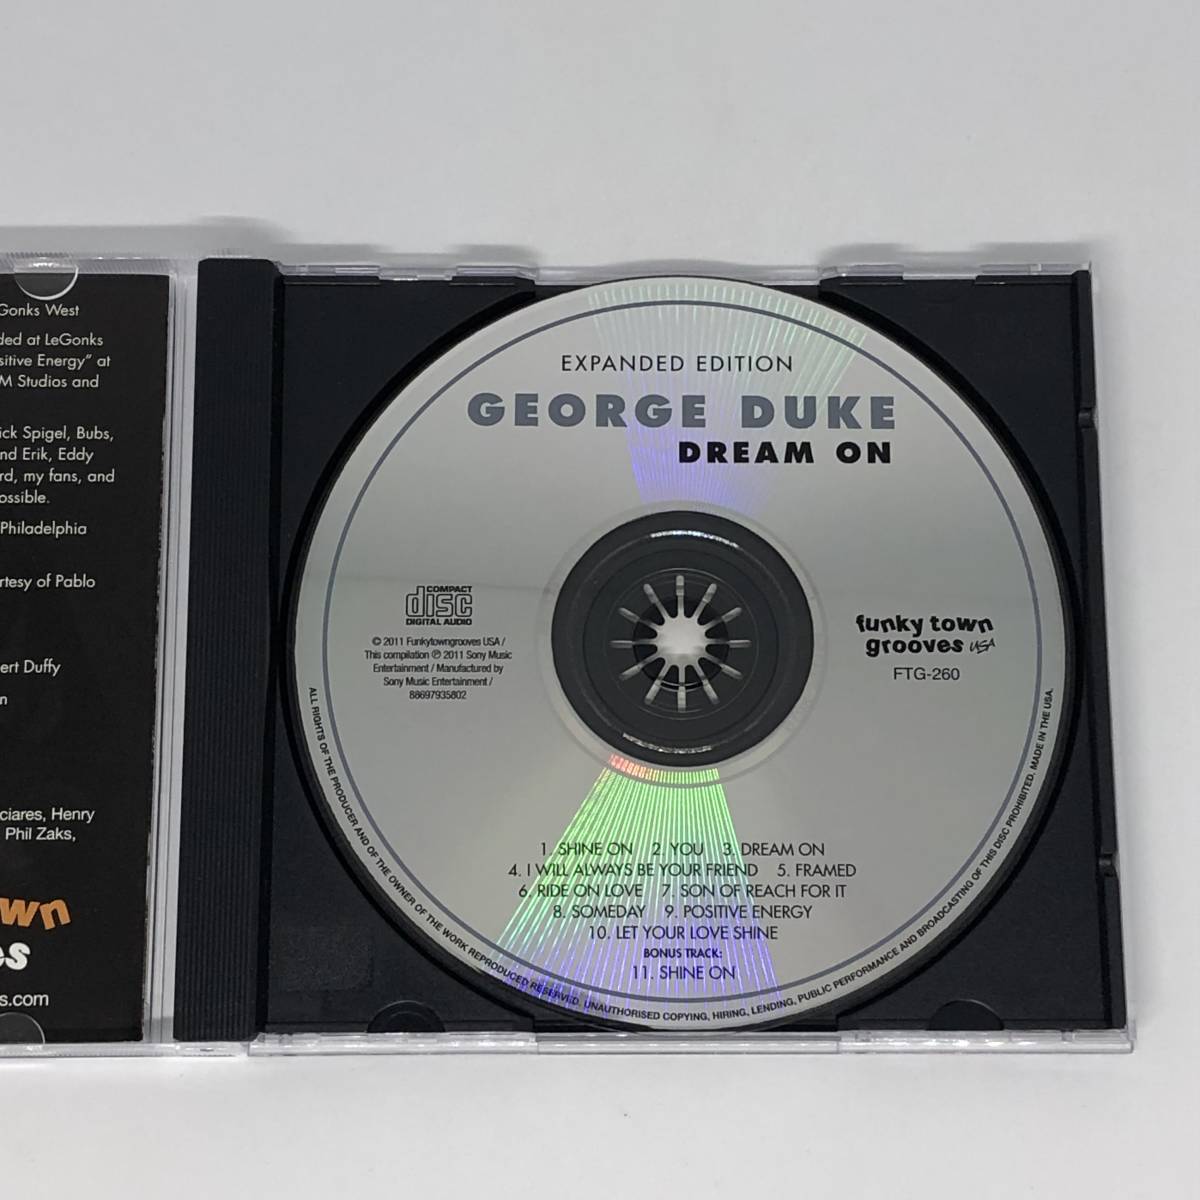 Gonks West
ded at LeGonks
sitive Energy" at
M Studios and
ick Spigel, Bubs,
nd Erik, Eddy
rd, my fans, and
ossible.
Philadelphia
rtesy of Pablo
ert Duffy
n
ciares, Henry
Phil Zaks,
wn
es
s.com
EXPANDED EDITION
GEORGE DUKE
DREAM ON
COMPACT
disc
DIGITAL AUDIO
© 2011 Funkytowngrooves USA /
This compilation ℗ 2011 Sony Music
Entertainment / Manufactured by
Sony Music Entertainment /
88697935802
funky town
grooves USA
FTG-260
1. SHINE ON 2. YOU 3. DREAM ON
4. I WILL ALWAYS BE YOUR FRIEND 5. FRAMED
6. RIDE ON LOVE 7. SON OF REACH FOR IT
8. SOMEDAY 9. POSITIVE ENERGY
10. LET YOUR LOVE SHINE
BONUS TRACK:
11. SHINE ON
ALL RIGHTS OF THE PRODUCER AND OF THE OWNER OF THE WORK REPRODUCED RESERVED. UNAUTHORISED COPYING, HIRING, LENDING, PUBLIC PERFORMANCE AND BROADCASTING OF THIS DISC PROHIBITED. MADE IN THE USA.